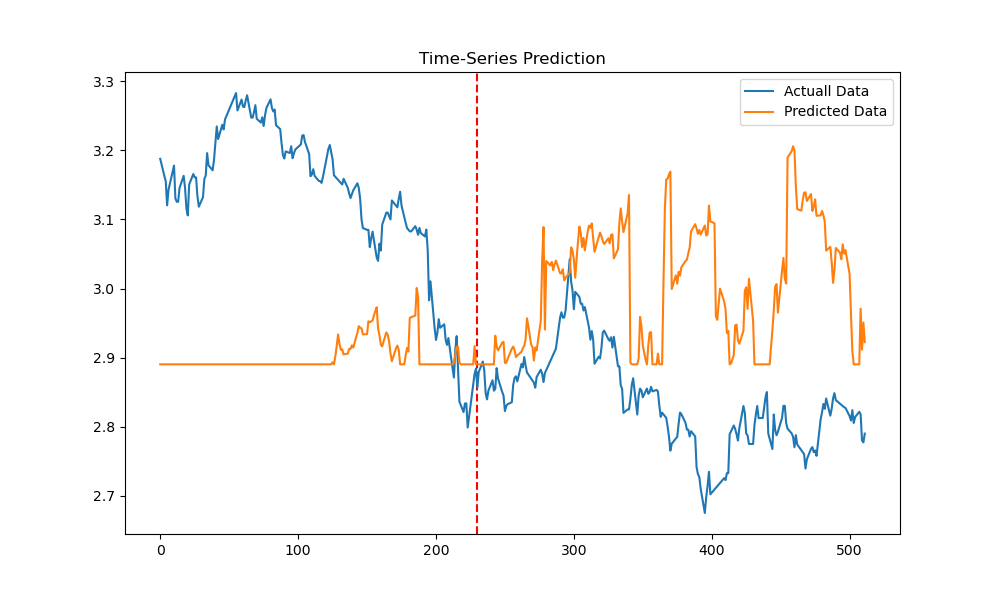 Time-Series Prediction
Actuall Data
Predicted Data
3.3
3.2
3.1
3.0
2.9
2.8
2.7
0 100 200 300 400 500